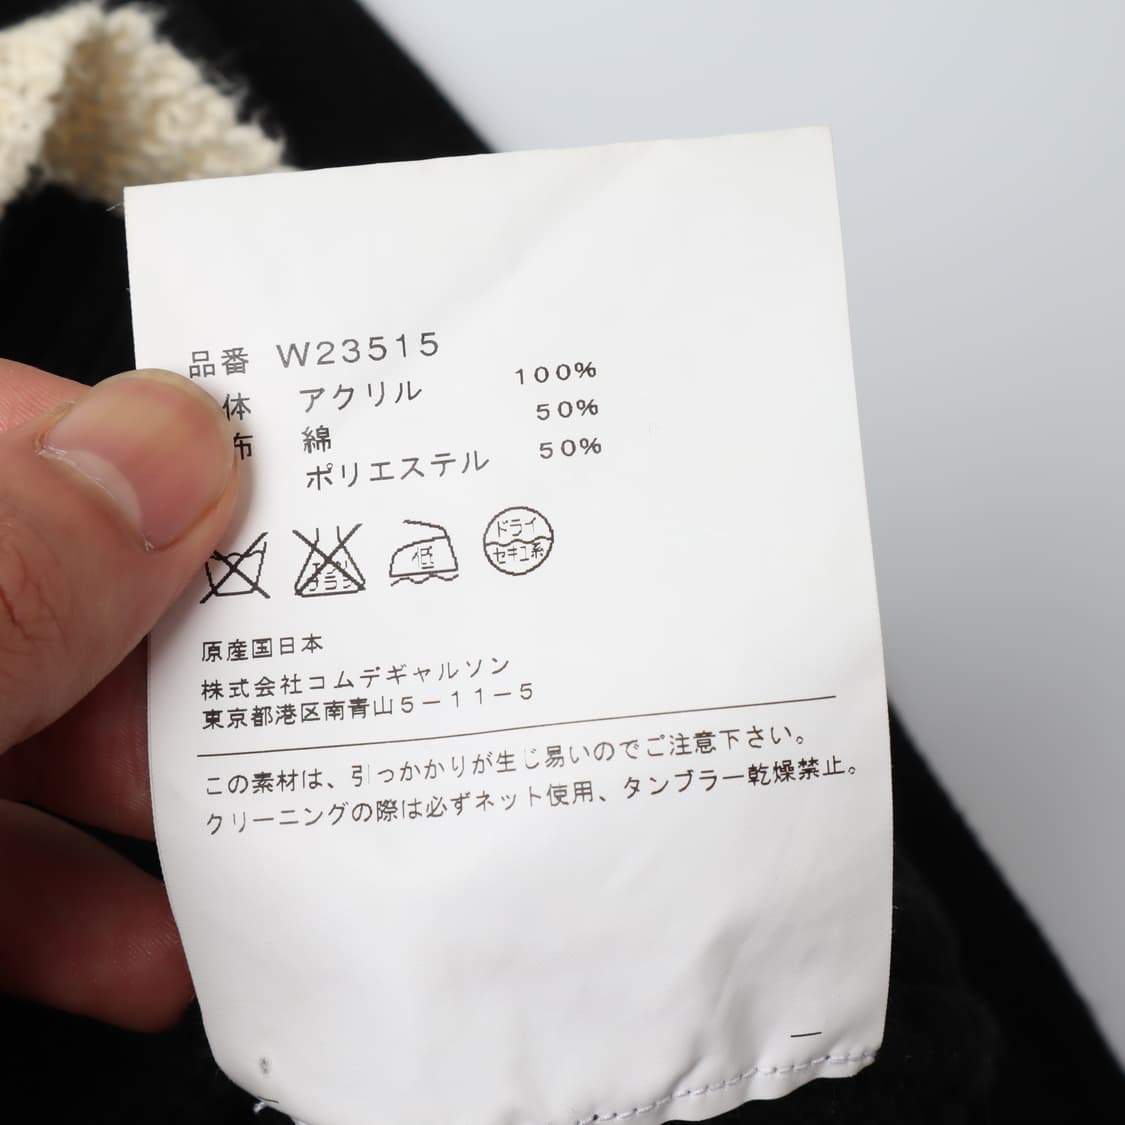 品番 W23515
体 アクリル 100%
布 綿 50%
ポリエステル 50%
低
ドライ
セキユ系
原産国日本
株式会社コムデギャルソン
東京都港区南青山5-11-5
この素材は、引っかかりが生じ易いのでご注意下さい。
クリーニングの際は必ずネット使用、タンブラー乾燥禁止。